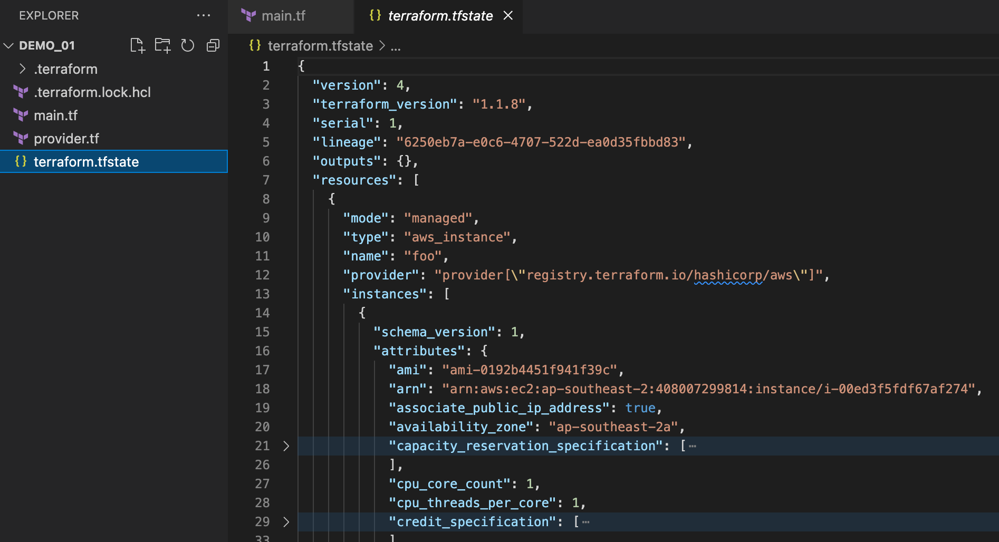 EXPLORER
DEMO_01
.terraform
.terraform.lock.hcl
main.tf
provider.tf
terraform.tfstate
main.tf
terraform.tfstate
terraform.tfstate > ...
1 {
2 "version": 4,
3 "terraform_version": "1.1.8",
4 "serial": 1,
5 "lineage": "6250eb7a-e0c6-4707-522d-ea0d35fbbd83",
6 "outputs": {},
7 "resources": [
8 {
9 "mode": "managed",
10 "type": "aws_instance",
11 "name": "foo",
12 "provider": "provider[\"registry.terraform.io/hashicorp/aws\"]",
13 "instances": [
14 {
15 "schema_version": 1,
16 "attributes": {
17 "ami": "ami-0192b4451f941f39c",
18 "arn": "arn:aws:ec2:ap-southeast-2:408007299814:instance/i-00ed3f5fdf67af274",
19 "associate_public_ip_address": true,
20 "availability_zone": "ap-southeast-2a",
21 "capacity_reservation_specification": [⋯
26 ],
27 "cpu_core_count": 1,
28 "cpu_threads_per_core": 1,
29 "credit_specification": [⋯
33 ]